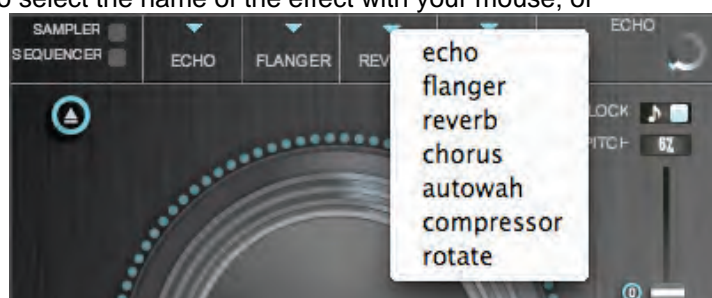 o select the name of the effect with your mouse, or
SAMPLER
SEQUENCER
ECHO
FLANGER
REV
ECHO
echo
flanger
reverb
chorus
autowah
compressor
rotate
LOCK
PITCH
6%
0